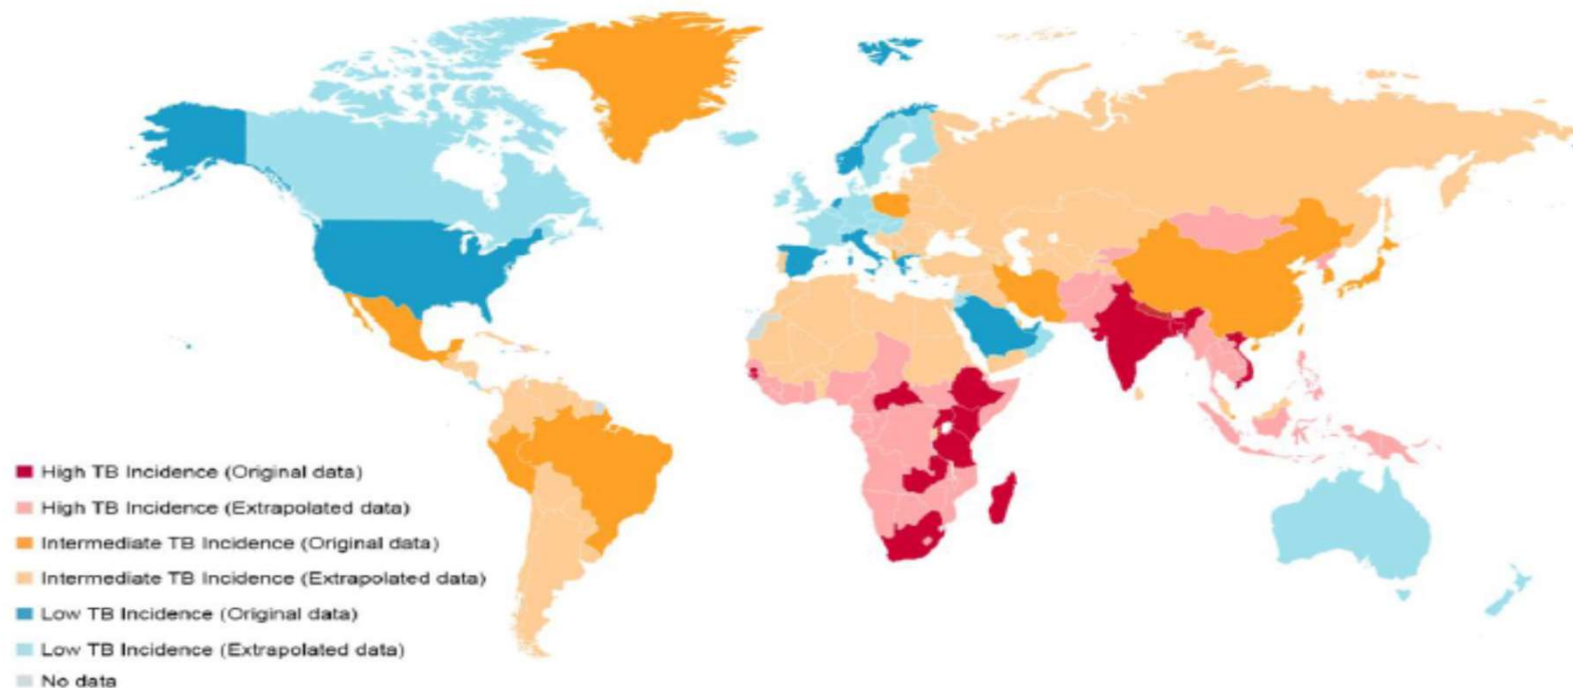 High TB Incidence (Original data)
High TB Incidence (Extrapolated data)
Intermediate TB Incidence (Original data)
Intermediate TB Incidence (Extrapolated data)
Low TB Incidence (Original data)
Low TB Incidence (Extrapolated data)
No data